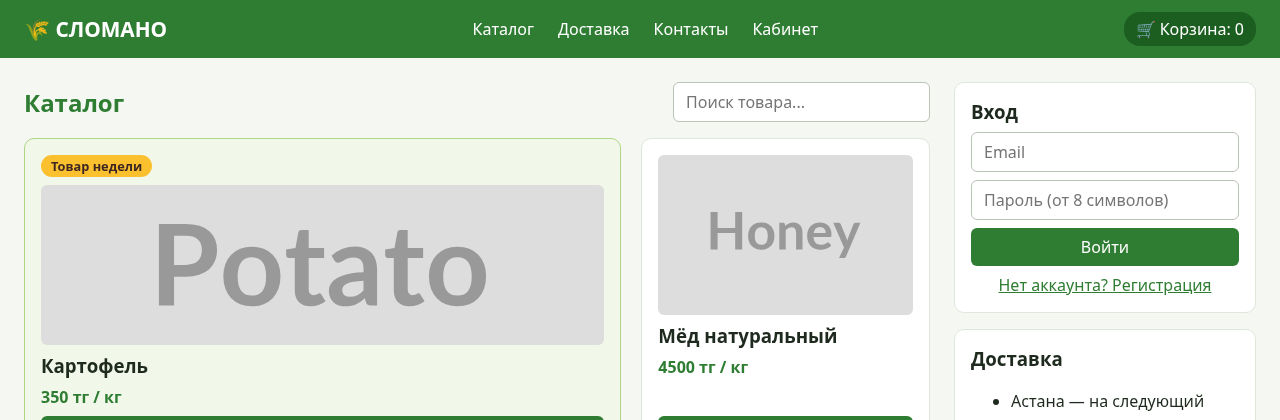 🌾 СЛОМАНО
Каталог Доставка Контакты Кабинет
🛒 Корзина: 0
Каталог
Поиск товара...
Товар недели
Potato
Картофель
350 тг / кг
Honey
Мёд натуральный
4500 тг / кг
Вход
Email
Пароль (от 8 символов)
Войти
Нет аккаунта? Регистрация
Доставка
Астана — на следующий